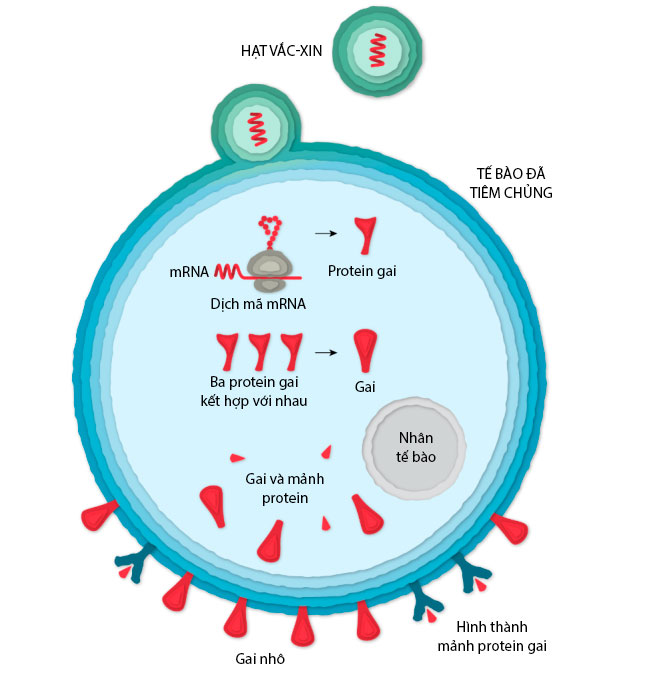 HẠT VẮC-XIN
TẾ BÀO ĐÃ
TIÊM CHỦNG
mRNA
Protein gai
Dịch mã mRNA
Ba protein gai
kết hợp với nhau
Gai
Nhân
tế bào
Gai và mảnh
protein
Hình thành
mảnh protein gai
Gai nhô